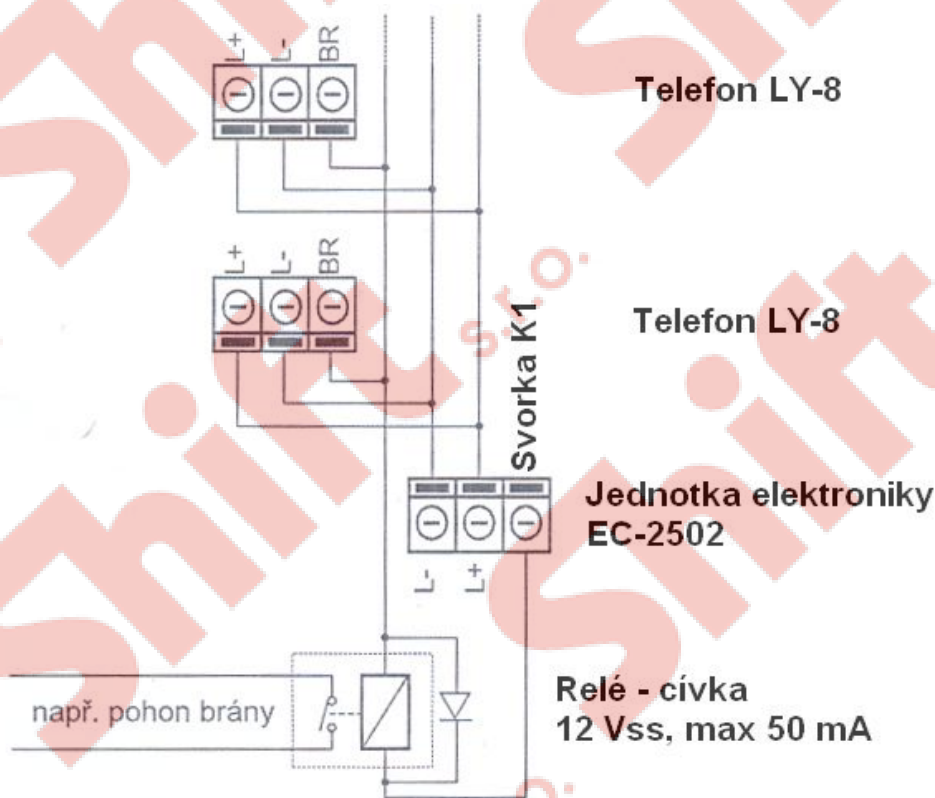 L+ L- BR
Telefon LY-8
L+ L- BR
Telefon LY-8
Svorka K1
Jednotka elektroniky
EC-2502
L- L+
např. pohon brány
Relé - cívka
12 Vss, max 50 mA
Shift s.r.o.